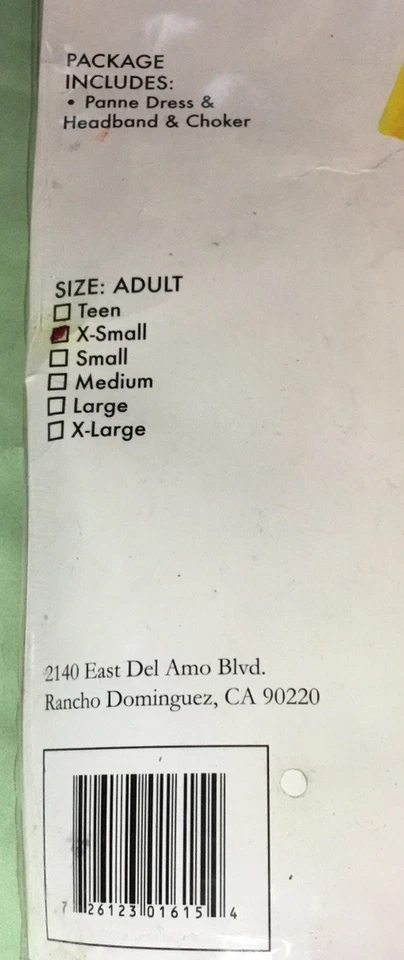 PACKAGE
INCLUDES:
• Panne Dress &
Headband & Choker
SIZE: ADULT
Teen
X-Small
Small
Medium
Large
X-Large
2140 East Del Amo Blvd.
Rancho Dominguez, CA 90220
7 26123 01615 4